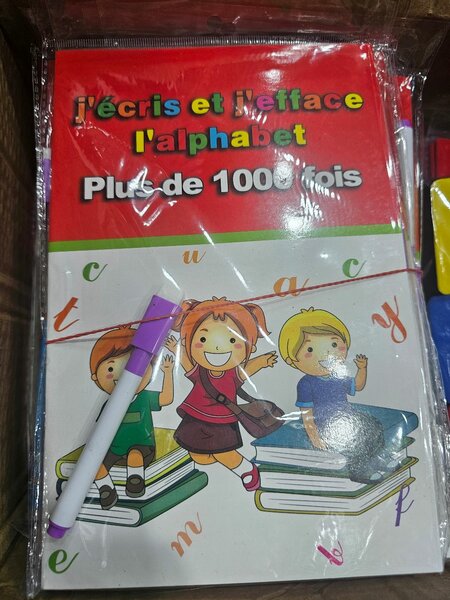 j'écris et j'efface
l'alphabet
Plus de 1000 fois
c u a c
t y
e m b f